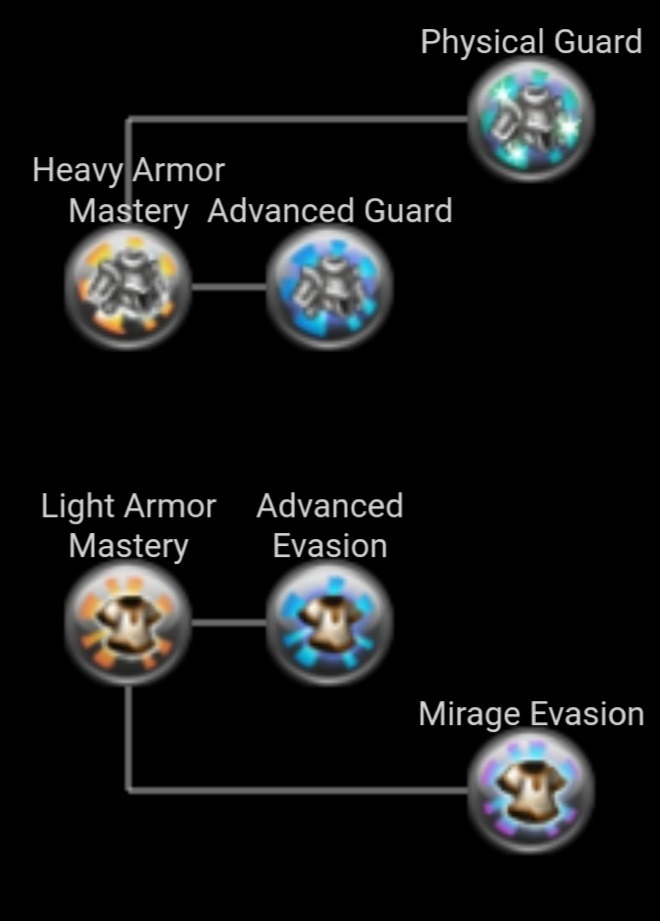 Physical Guard
Heavy Armor
Mastery
Advanced Guard
Light Armor
Mastery
Advanced
Evasion
Mirage Evasion